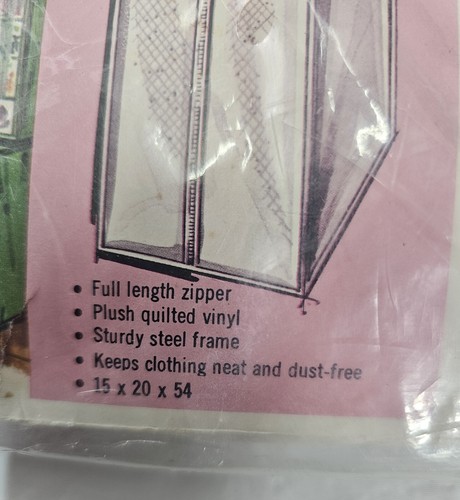 • Full length zipper
• Plush quilted vinyl
• Sturdy steel frame
• Keeps clothing neat and dust-free
• 15 x 20 x 54